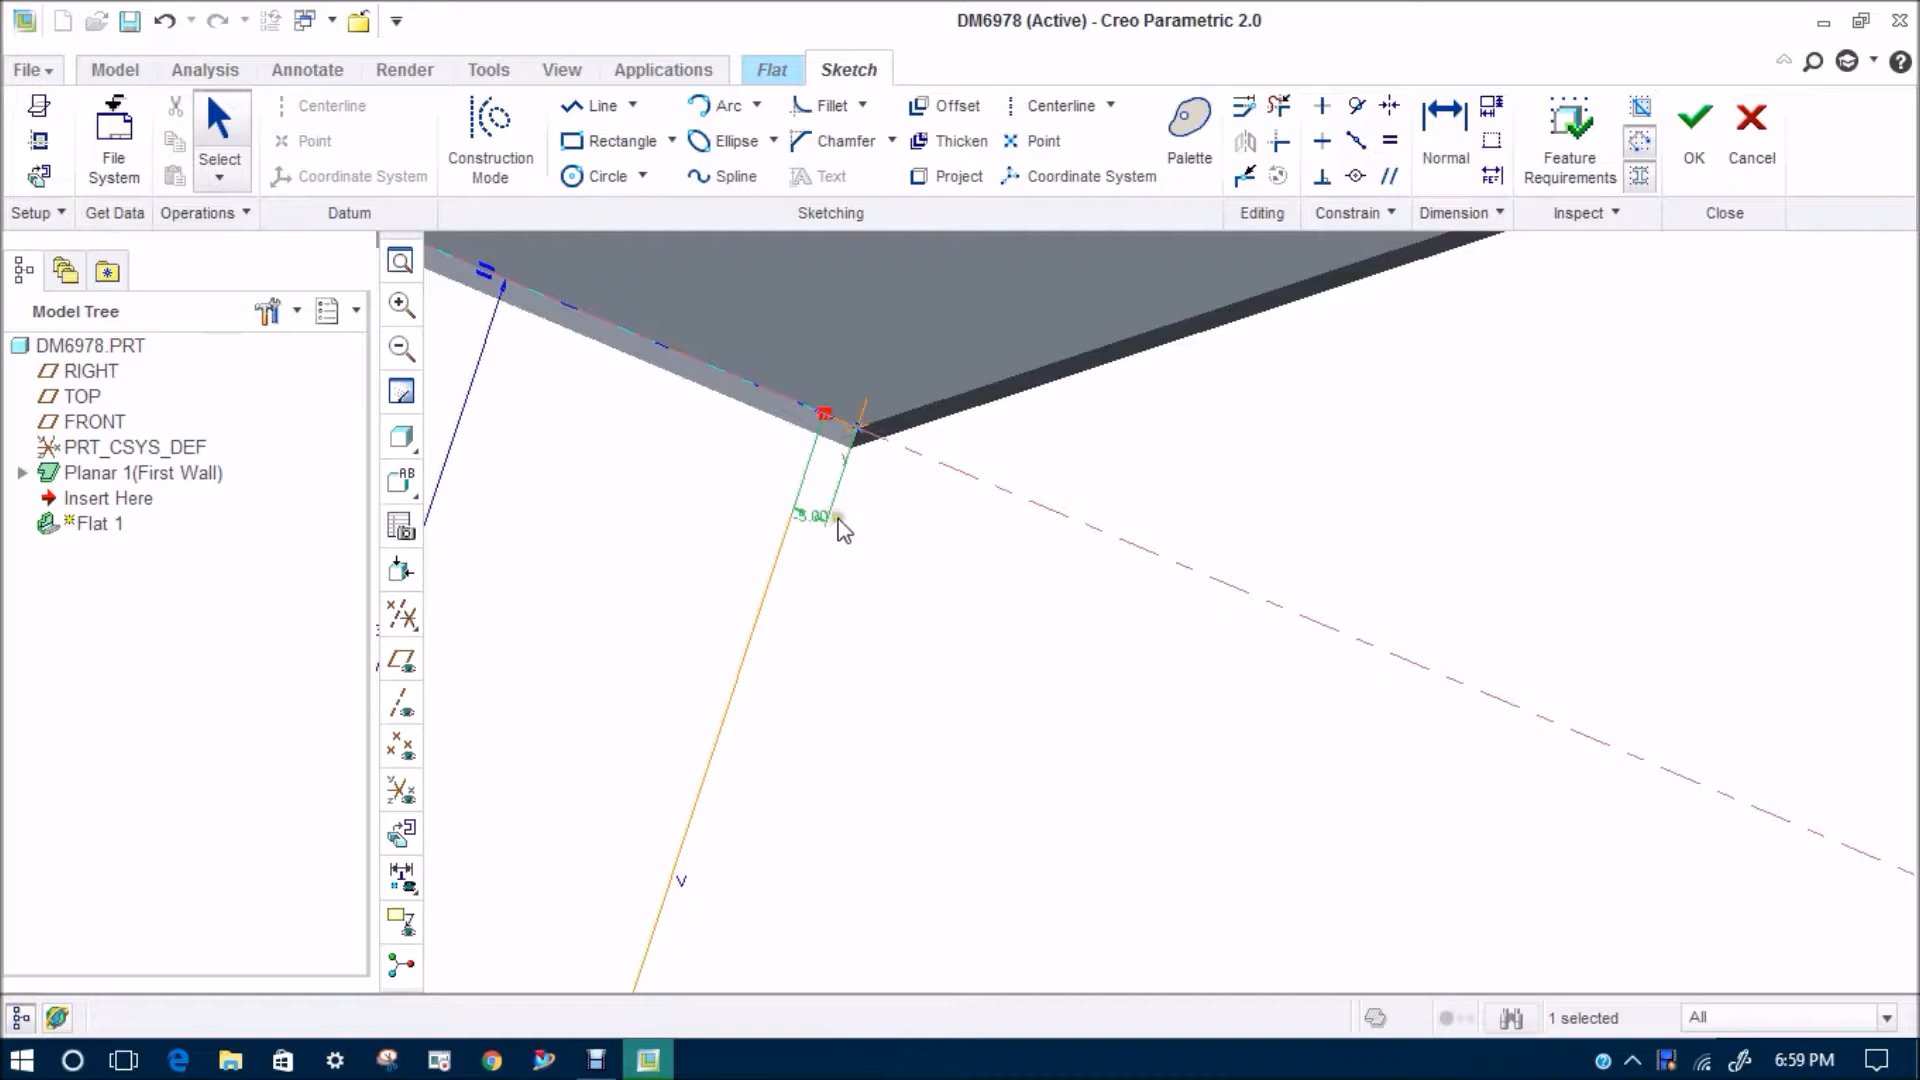 DM6978 (Active) - Creo Parametric 2.0
File Model Analysis Annotate Render Tools View Applications Flat Sketch
Centerline Line Arc Fillet Offset Centerline
Point Rectangle Ellipse Chamfer Thicken Point
File System Select Coordinate System Construction Mode Circle Spline Text Project Coordinate System Palette Normal Feature Requirements OK Cancel
Setup Get Data Operations Datum Sketching Editing Constrain Dimension Inspect Close
Model Tree
DM6978.PRT
RIGHT
TOP
FRONT
PRT_CSYS_DEF
Planar 1(First Wall)
Insert Here
Flat 1
-5.00
V
1 selected All
6:59 PM